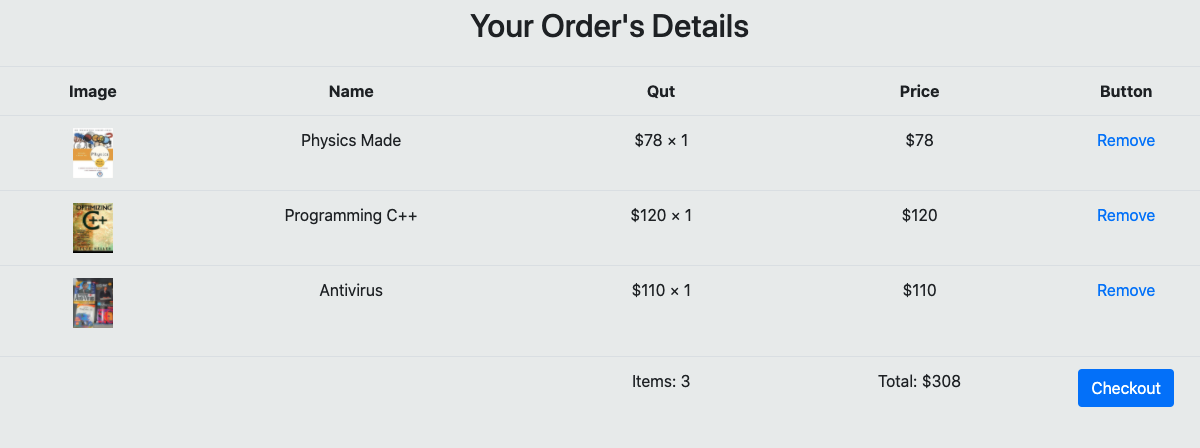 Your Order's Details
Image Name Qut Price Button
Physics Made $78 × 1 $78 Remove
OPTIMIZING
C++
Programming C++ $120 × 1 $120 Remove
Antivirus $110 × 1 $110 Remove
Items: 3 Total: $308 Checkout